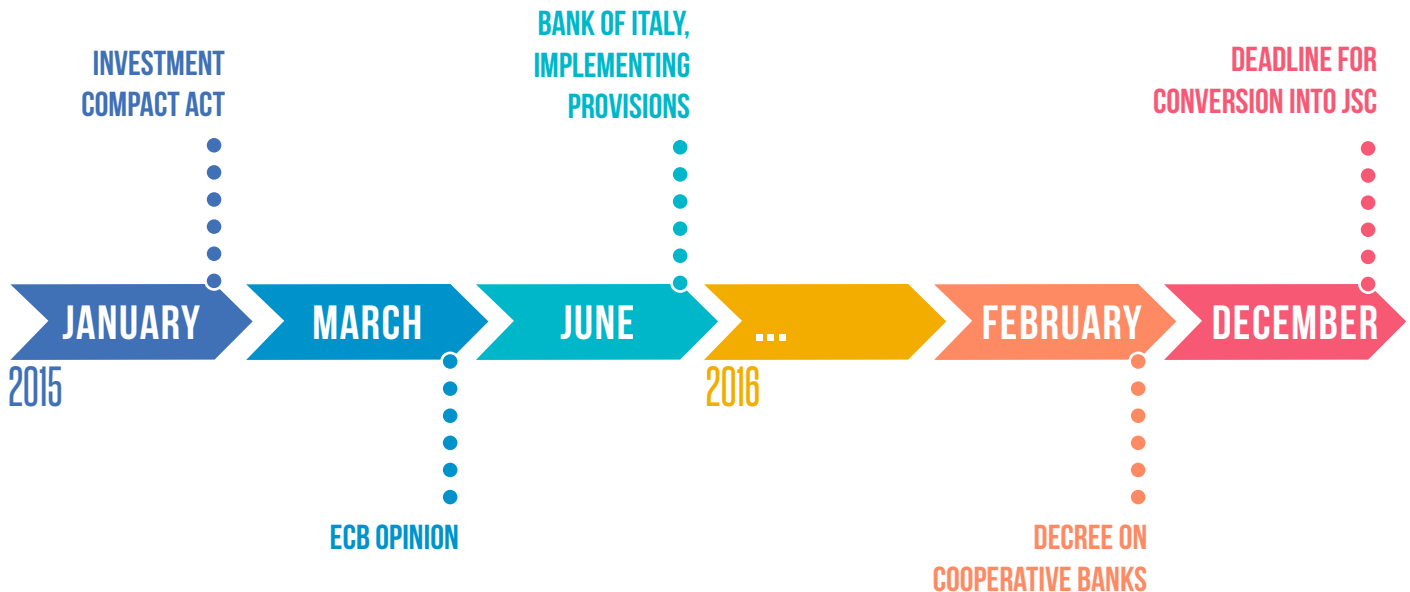 INVESTMENT
COMPACT ACT
BANK OF ITALY,
IMPLEMENTING
PROVISIONS
DEADLINE FOR
CONVERSION INTO JSC
JANUARY
MARCH
JUNE
...
FEBRUARY
DECEMBER
2015
2016
ECB OPINION
DECREE ON
COOPERATIVE BANKS